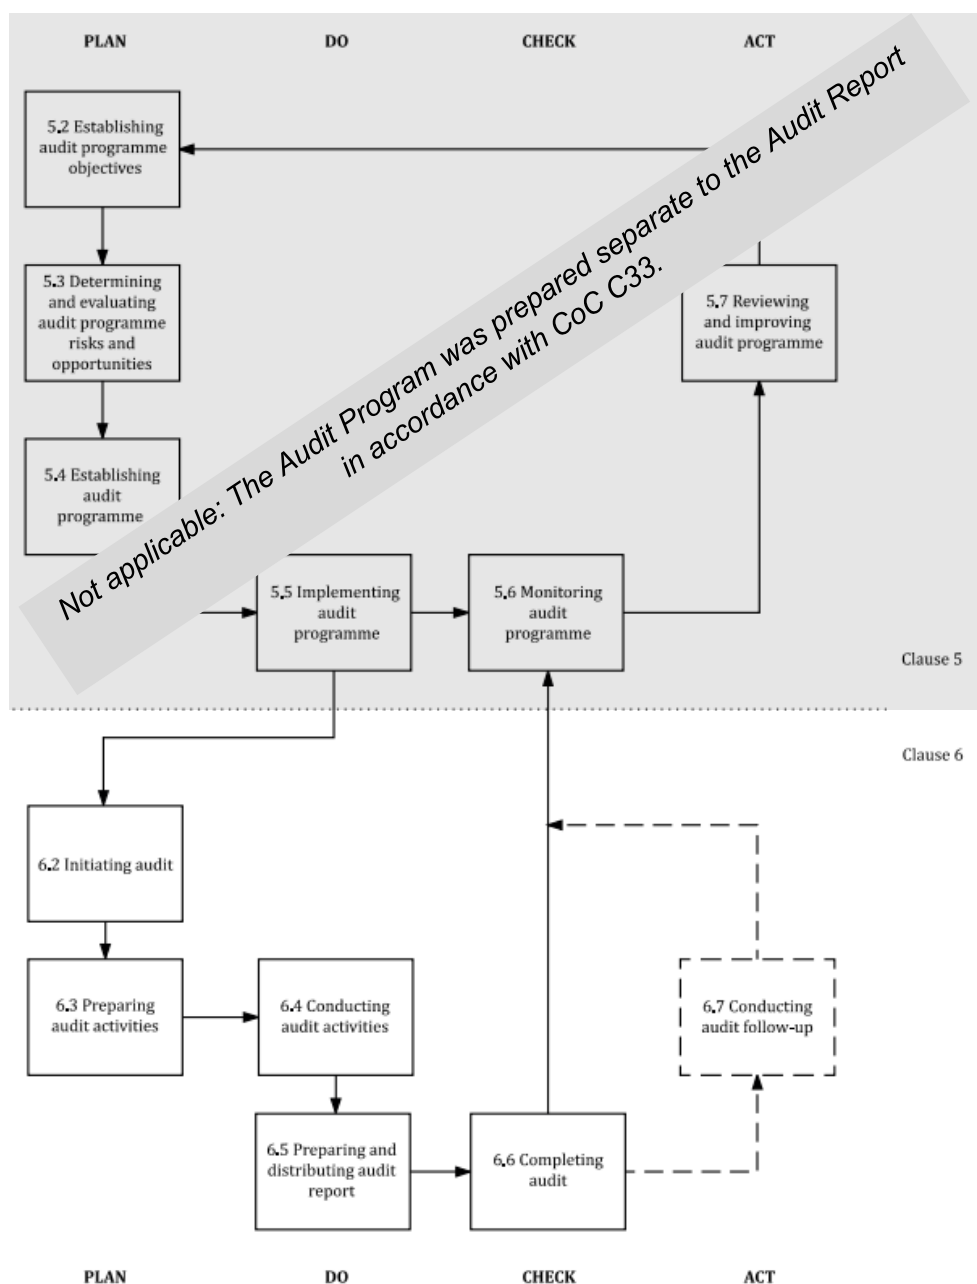 PLAN DO CHECK ACT
5.2 Establishing
audit programme
objectives
5.3 Determining
and evaluating
audit programme
risks and
opportunities
5.4 Establishing
audit
programme
Not applicable: The Audit Program was prepared separate to the Audit Report
in accordance with CoC C33.
5.5 Implementing
audit
programme
5.6 Monitoring
audit
programme
5.7 Reviewing
and improving
audit programme
Clause 5
Clause 6
6.2 Initiating audit
6.3 Preparing
audit activities
6.4 Conducting
audit activities
6.5 Preparing and
distributing audit
report
6.6 Completing
audit
6.7 Conducting
audit follow-up
PLAN DO CHECK ACT